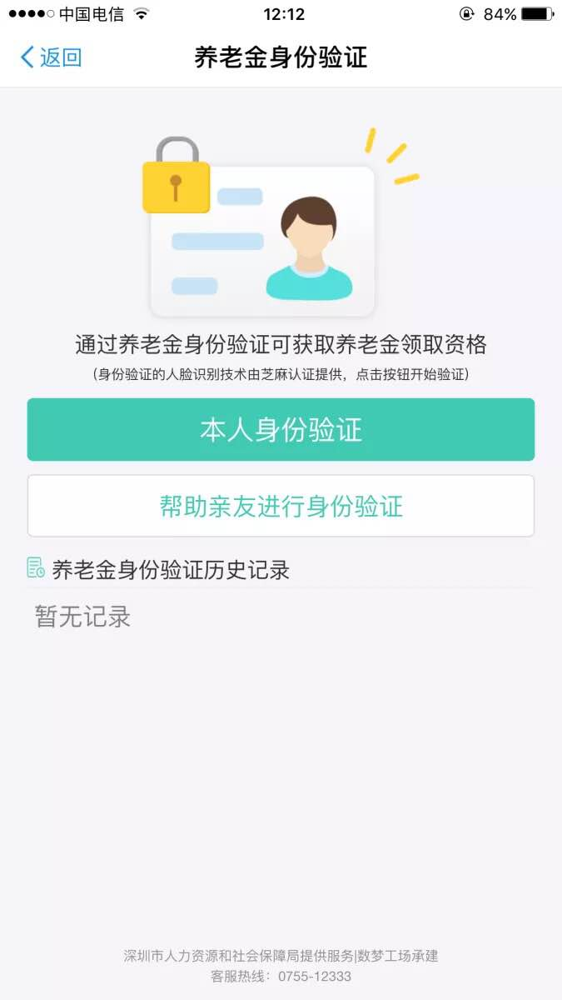 中国电信
12:12
84%
返回
养老金身份验证
通过养老金身份验证可获取养老金领取资格
(身份验证的人脸识别技术由芝麻认证提供，点击按钮开始验证)
本人身份验证
帮助亲友进行身份验证
养老金身份验证历史记录
暂无记录
深圳市人力资源和社会保障局提供服务|数梦工场承建
客服热线：0755-12333